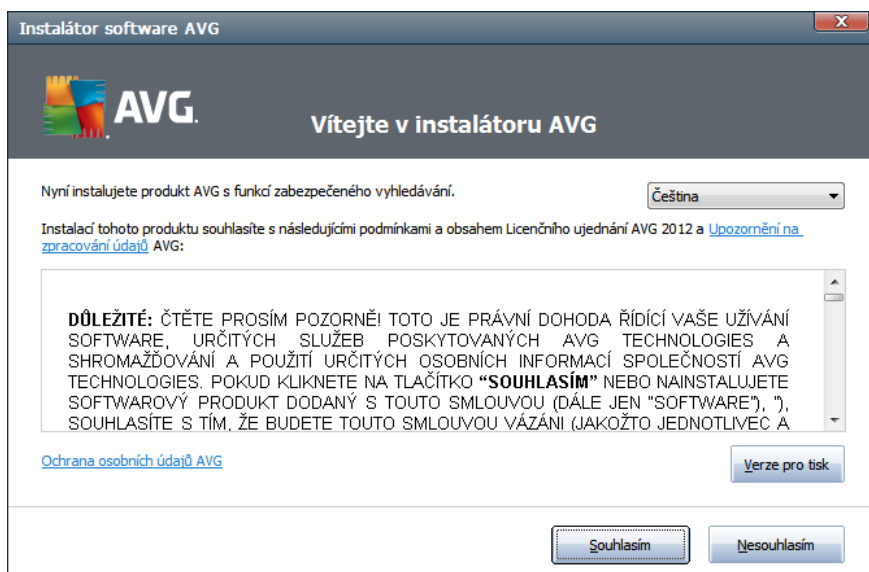 Instalátor software AVG
AVG.
Vítejte v instalátoru AVG
Nyní instalujete produkt AVG s funkcí zabezpečeného vyhledávání.
Čeština
Instalací tohoto produktu souhlasíte s následujícími podmínkami a obsahem Licenčního ujednání AVG 2012 a Upozornění na
zpracování údajů AVG:
DŮLEŽITÉ: ČTĚTE PROSÍM POZORNĚ! TOTO JE PRÁVNÍ DOHODA ŘÍDÍCÍ VAŠE UŽÍVÁNÍ
SOFTWARE, URČITÝCH SLUŽEB POSKYTOVANÝCH AVG TECHNOLOGIES A
SHROMAŽĎOVÁNÍ A POUŽITÍ URČITÝCH OSOBNÍCH INFORMACÍ SPOLEČNOSTÍ AVG
TECHNOLOGIES. POKUD KLIKNETE NA TLAČÍTKO “SOUHLASÍM” NEBO NAINSTALUJETE
SOFTWAROVÝ PRODUKT DODANÝ S TOUTO SMLOUVOU (DÁLE JEN "SOFTWARE"), "),
SOUHLASÍTE S TÍM, ŽE BUDETE TOUTO SMLOUVOU VÁZÁNI (JAKOŽTO JEDNOTLIVEC A
Ochrana osobních údajů AVG
Verze pro tisk
Souhlasím
Nesouhlasím